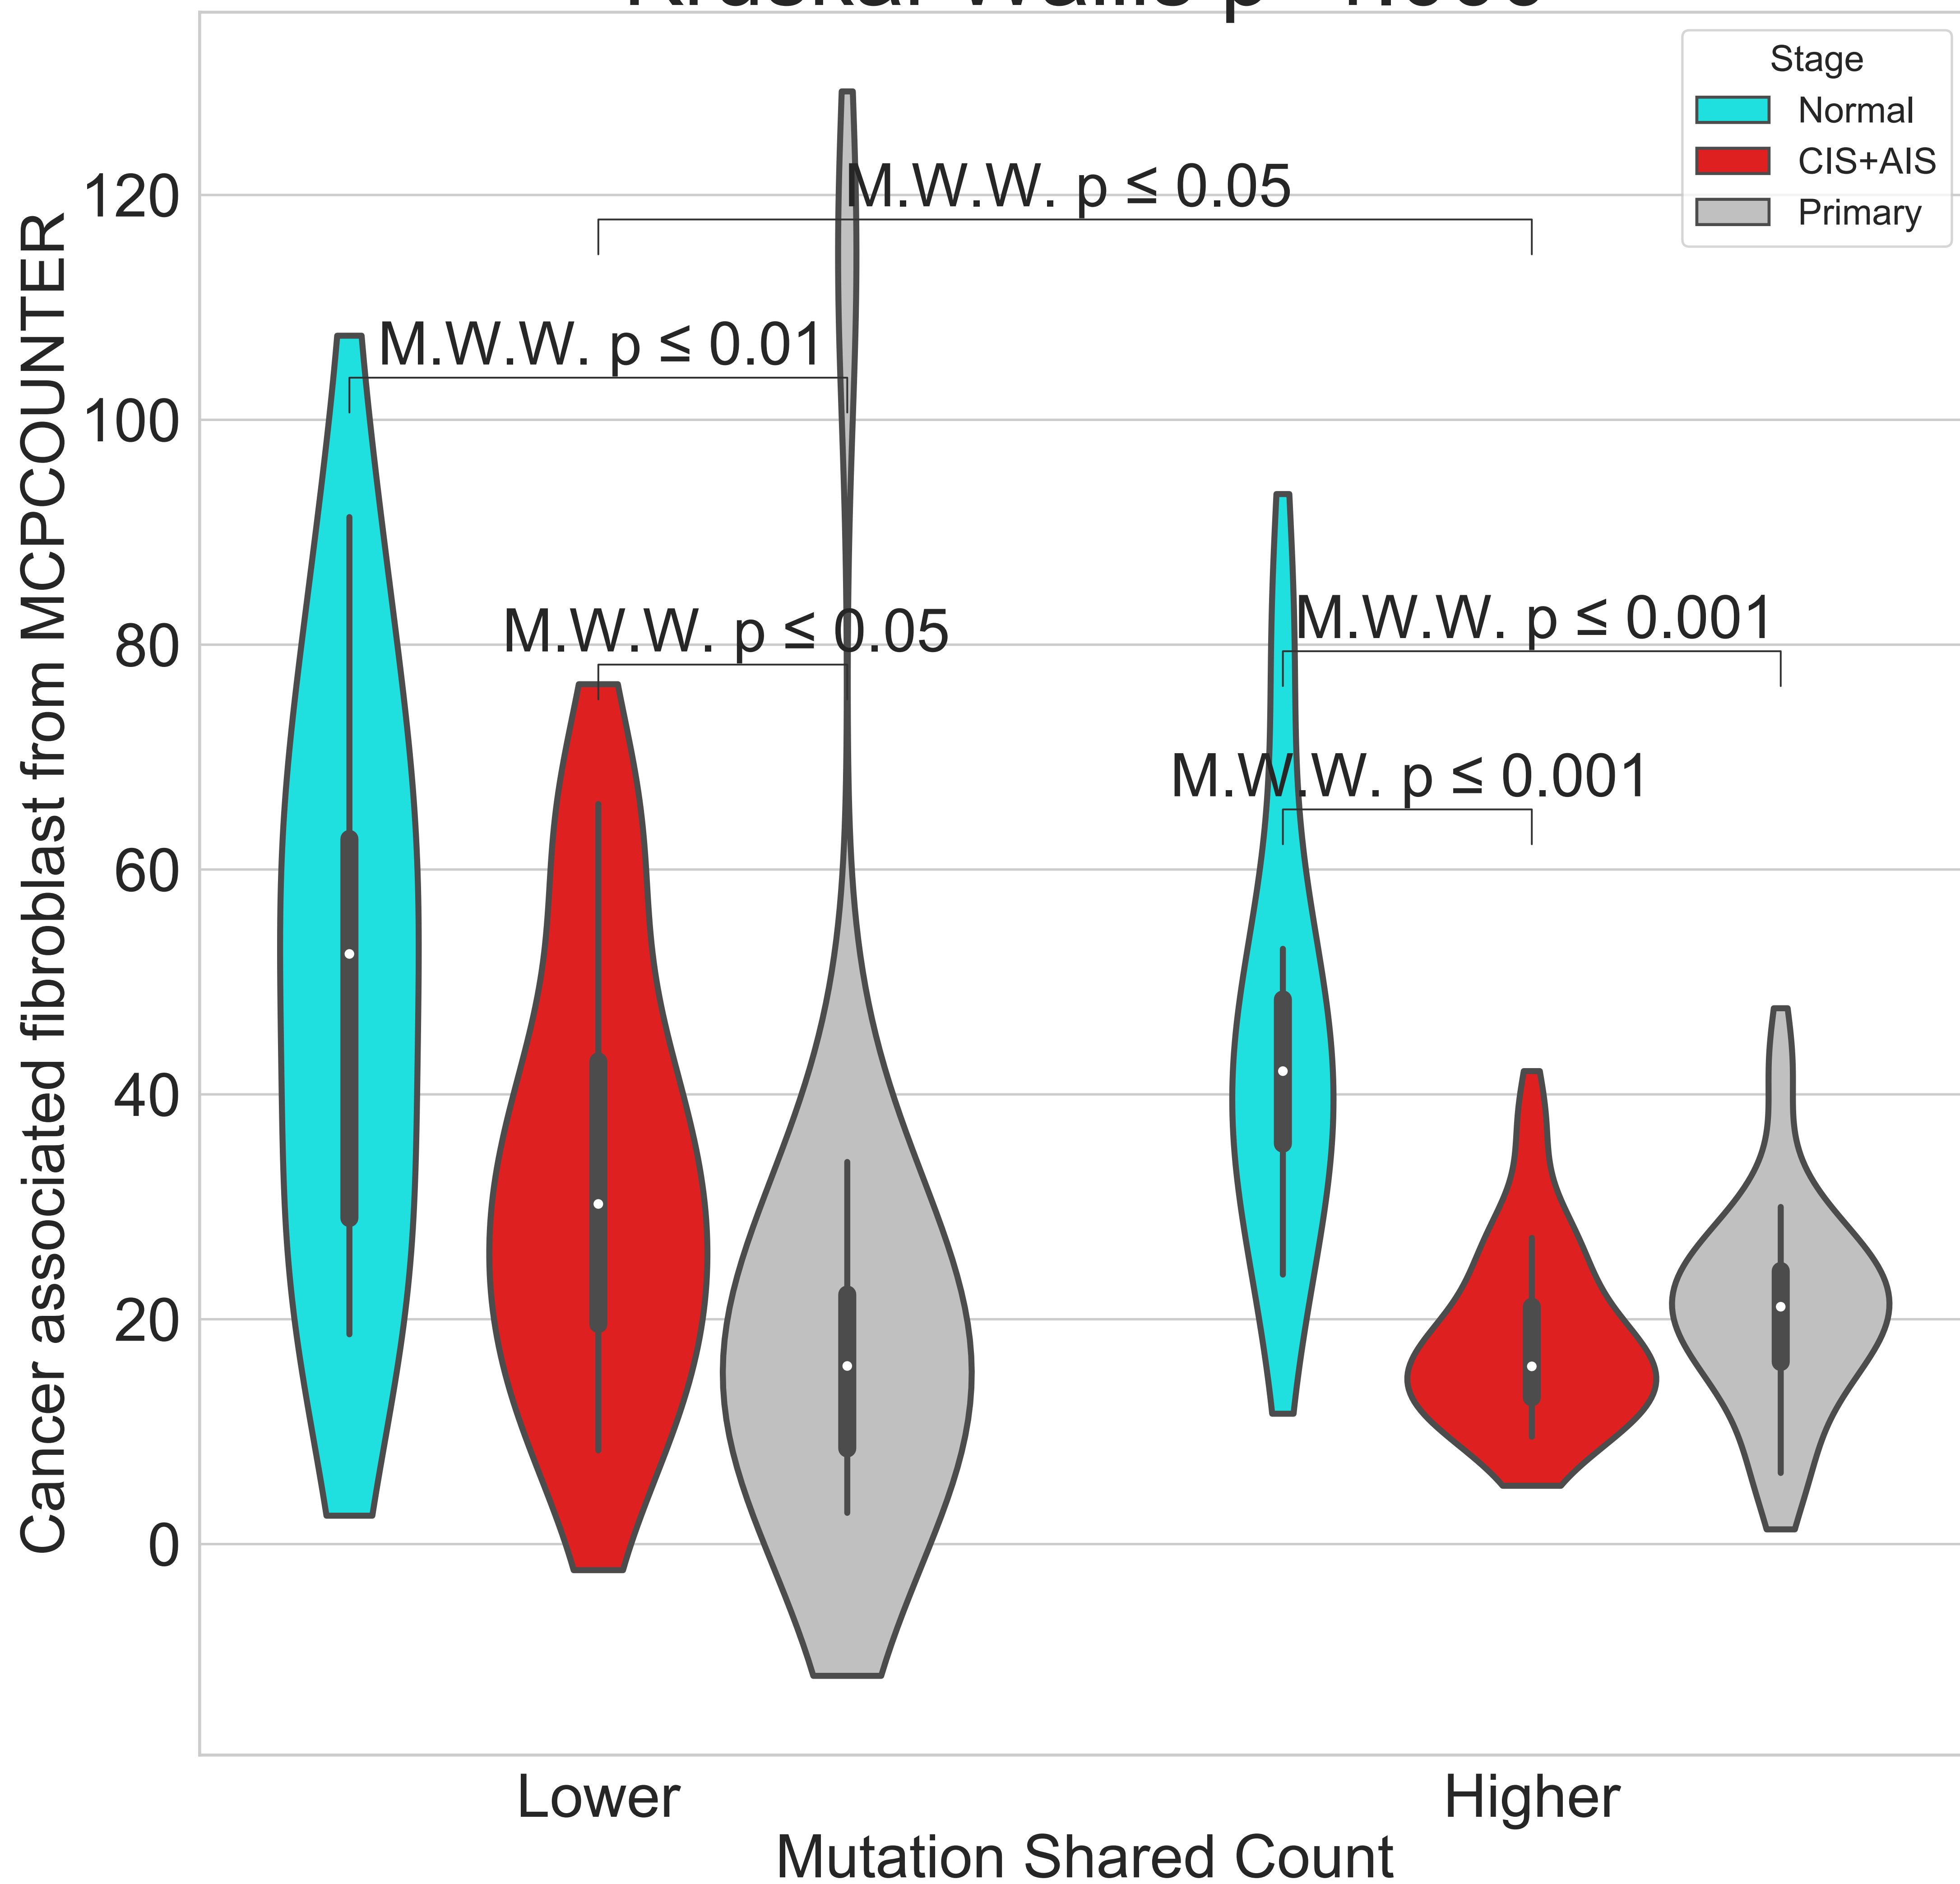 Stage
Normal
CIS+AIS
Primary
M.W.W. p ≤ 0.05
M.W.W. p ≤ 0.01
M.W.W. p ≤ 0.05
M.W.W. p ≤ 0.001
M.W.W. p ≤ 0.001
Cancer associated fibroblast from MCPCOUNTER
120
100
80
60
40
20
0
Lower
Higher
Mutation Shared Count